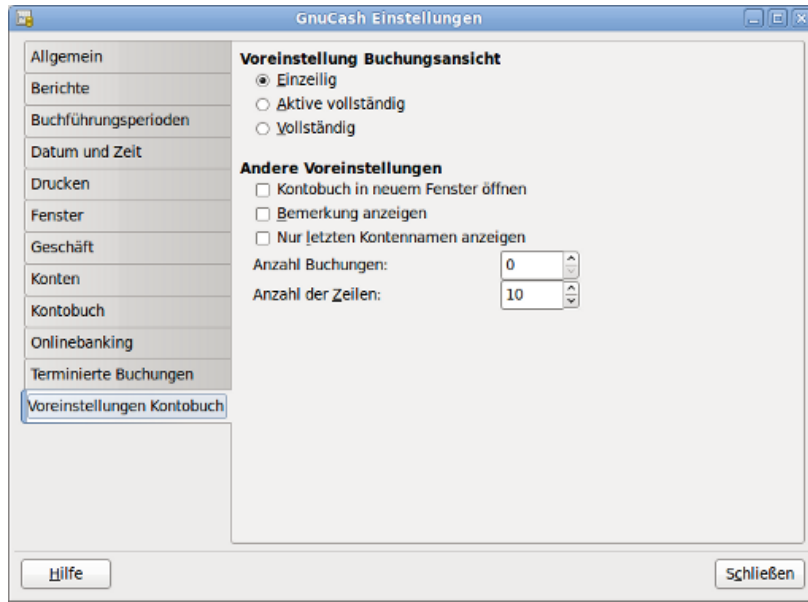 GnuCash Einstellungen
Allgemein
Berichte
Buchführungsperioden
Datum und Zeit
Drucken
Fenster
Geschäft
Konten
Kontobuch
Onlinebanking
Terminierte Buchungen
Voreinstellungen Kontobuch
Voreinstellung Buchungsansicht
Einzeilig
Aktive vollständig
Vollständig
Andere Voreinstellungen
Kontobuch in neuem Fenster öffnen
Bemerkung anzeigen
Nur letzten Kontennamen anzeigen
Anzahl Buchungen: 0
Anzahl der Zeilen: 10
Hilfe
Schließen